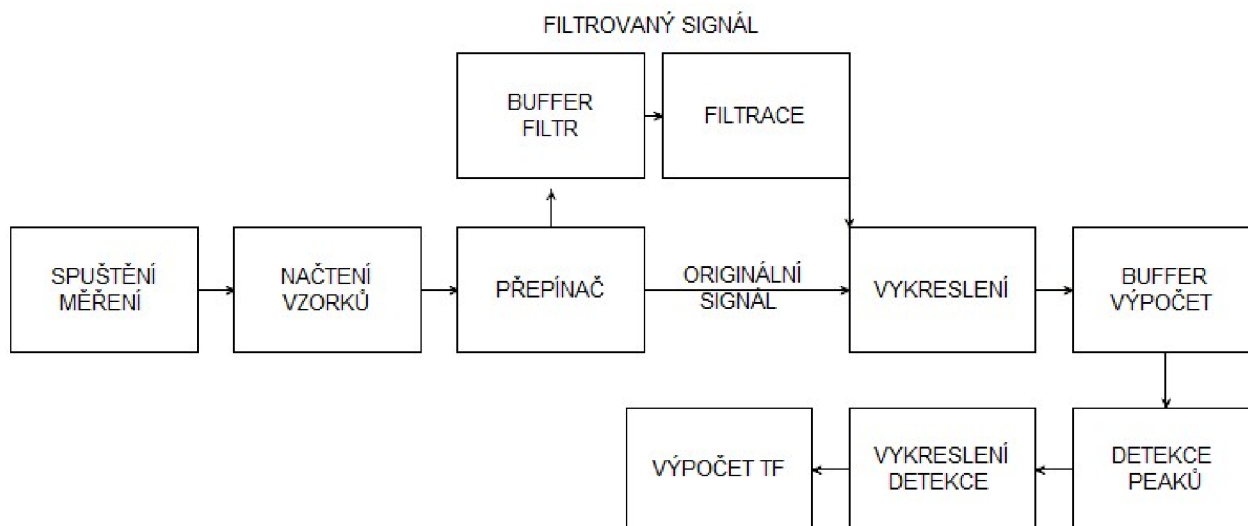 FILTROVANÝ SIGNÁL
BUFFER
FILTR
FILTRACE
SPUŠTĚNÍ
MĚŘENÍ
NAČTENÍ
VZORKŮ
PŘEPÍNAČ
ORIGINÁLNÍ
SIGNÁL
VYKRESLENÍ
BUFFER
VÝPOČET
VÝPOČET TF
VYKRESLENÍ
DETEKCE
DETEKCE
PEAKŮ